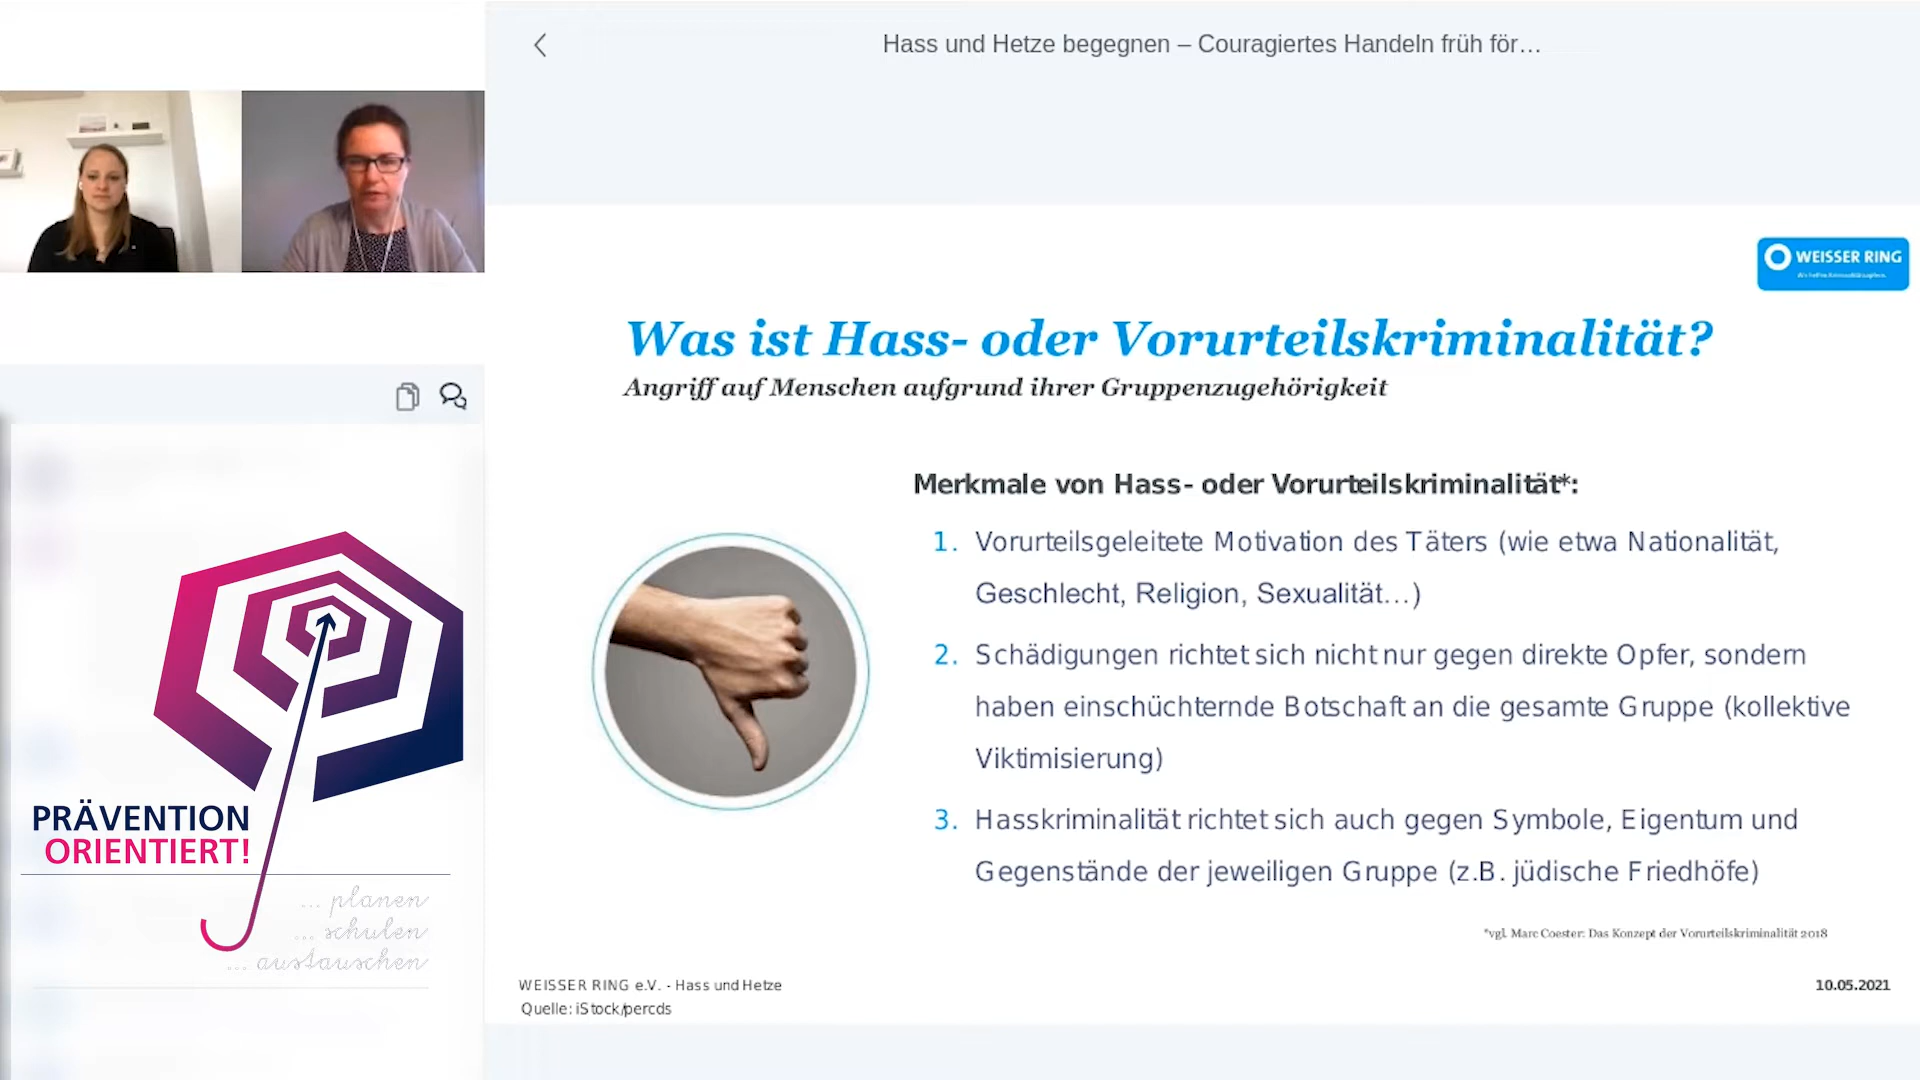 Hass und Hetze begegnen – Couragiertes Handeln früh för…
WEISSER RING
Wir helfen Kriminalitätsopfern.
Was ist Hass- oder Vorurteilskriminalität?
Angriff auf Menschen aufgrund ihrer Gruppenzugehörigkeit
Merkmale von Hass- oder Vorurteilskriminalität*:
1. Vorurteilsgeleitete Motivation des Täters (wie etwa Nationalität,
Geschlecht, Religion, Sexualität…)
2. Schädigungen richtet sich nicht nur gegen direkte Opfer, sondern
haben einschüchternde Botschaft an die gesamte Gruppe (kollektive
Viktimisierung)
3. Hasskriminalität richtet sich auch gegen Symbole, Eigentum und
Gegenstände der jeweiligen Gruppe (z.B. jüdische Friedhöfe)
*vgl. Marc Coester: Das Konzept der Vorurteilskriminalität 2018
WEISSER RING e.V. - Hass und Hetze
Quelle: iStock/percds
10.05.2021
PRÄVENTION
ORIENTIERT!
... planen
... schulen
... austauschen